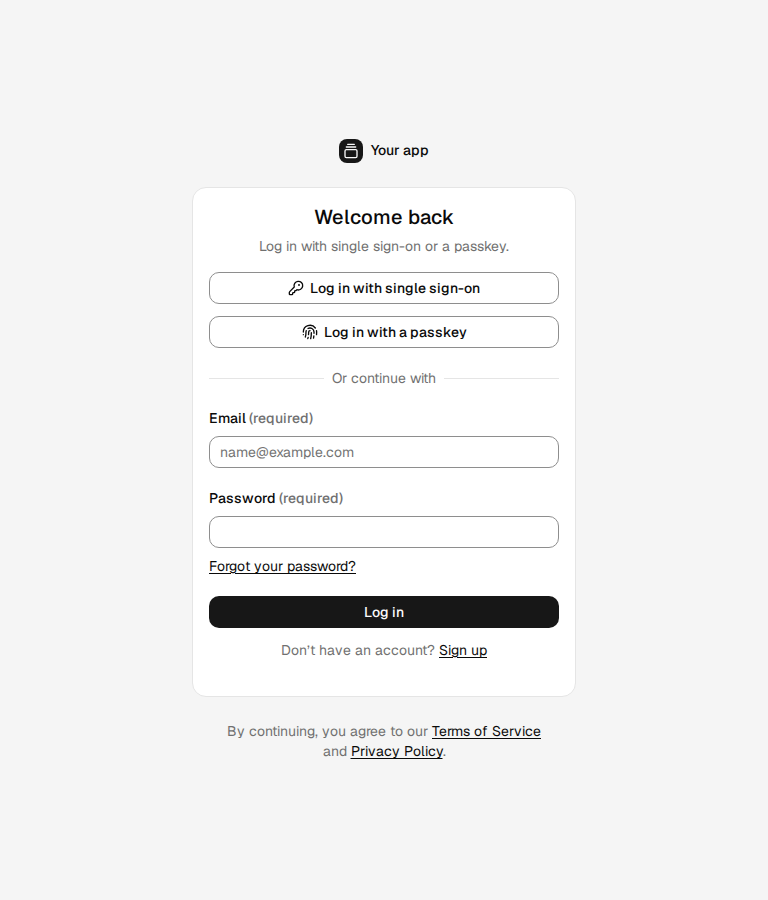 Your app
Welcome back
Log in with single sign-on or a passkey.
Log in with single sign-on
Log in with a passkey
Or continue with
Email (required)
name@example.com
Password (required)
Forgot your password?
Log in
Don’t have an account? Sign up
By continuing, you agree to our Terms of Service
and Privacy Policy.